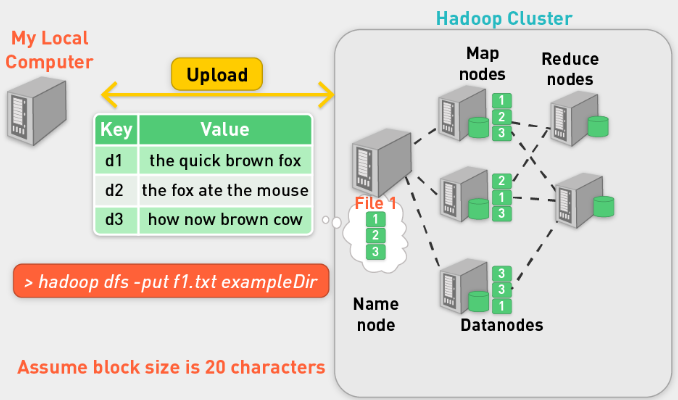 Hadoop Cluster
My Local
Computer
Upload
Key Value
d1 the quick brown fox
d2 the fox ate the mouse
d3 how now brown cow
> hadoop dfs -put f1.txt exampleDir
Assume block size is 20 characters
Map
nodes
Reduce
nodes
1
2
3
2
1
3
3
3
1
File 1
1
2
3
Name
node
Datanodes